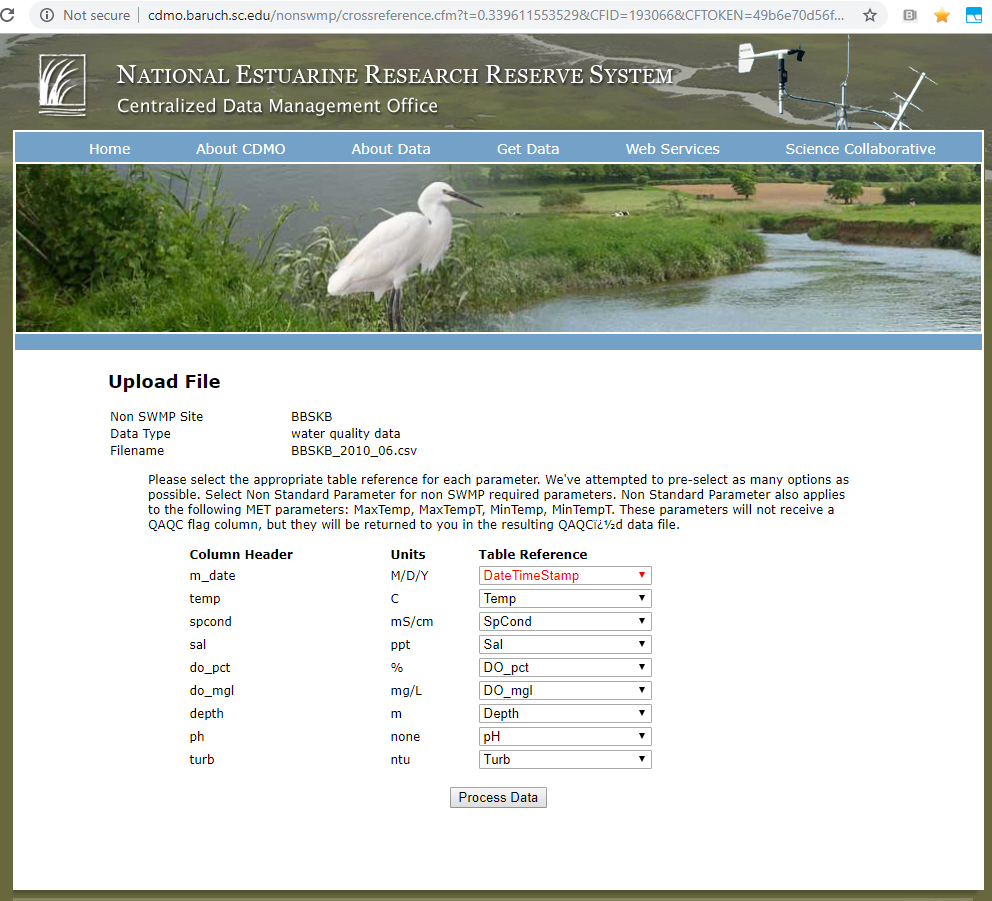 Not secure | cdmo.baruch.sc.edu/nonswmp/crossreference.cfm?t=0.339611553529&CFID=193066&CFTOKEN=49b6e70d56f...
NATIONAL ESTUARINE RESEARCH RESERVE SYSTEM
Centralized Data Management Office
Home About CDMO About Data Get Data Web Services Science Collaborative
Upload File
Non SWMP Site BBSKB
Data Type water quality data
Filename BBSKB_2010_06.csv
Please select the appropriate table reference for each parameter. We've attempted to pre-select as many options as
possible. Select Non Standard Parameter for non SWMP required parameters. Non Standard Parameter also applies
to the following MET parameters: MaxTemp, MaxTempT, MinTemp, MinTempT. These parameters will not receive a
QAQC flag column, but they will be returned to you in the resulting QAQCï¿½d data file.
Column Header Units Table Reference
m_date M/D/Y DateTimeStamp
temp C Temp
spcond mS/cm SpCond
sal ppt Sal
do_pct % DO_pct
do_mgl mg/L DO_mgl
depth m Depth
ph none pH
turb ntu Turb
Process Data